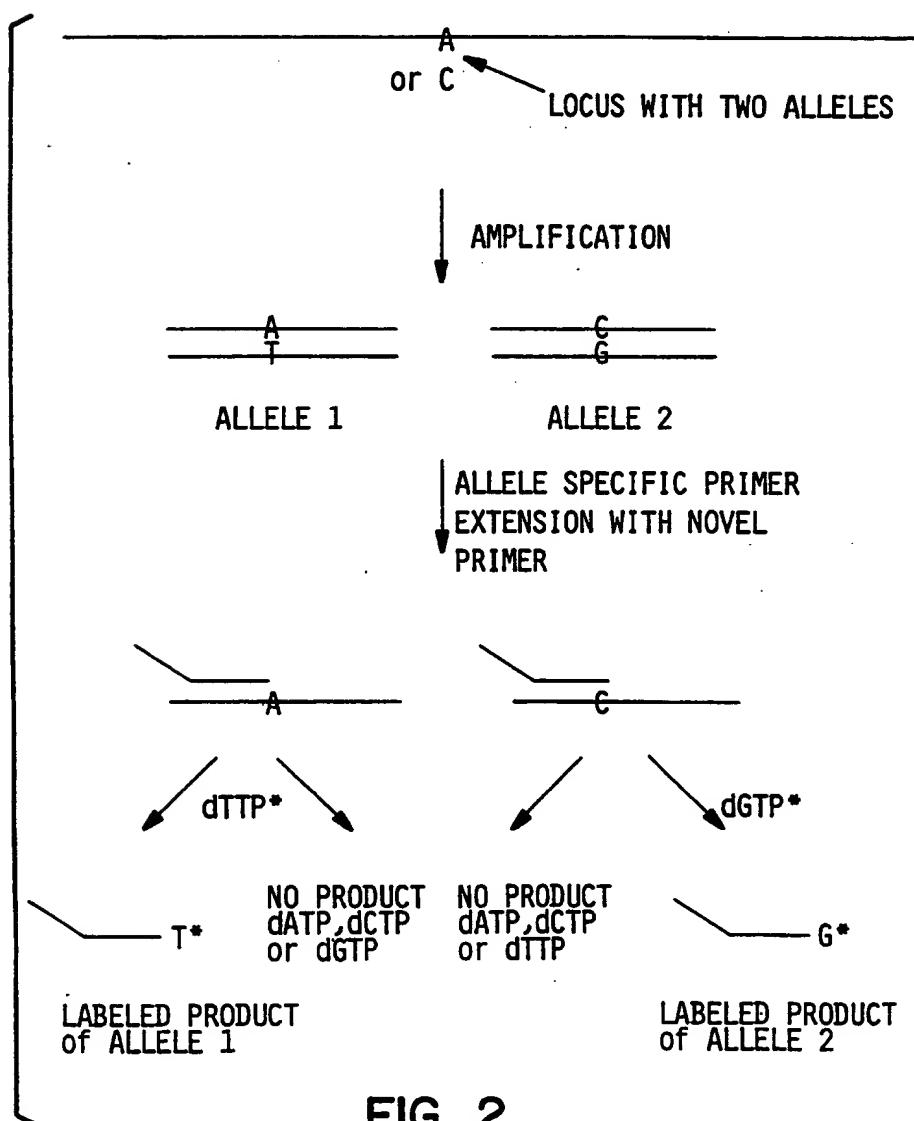 A
or C
LOCUS WITH TWO ALLELES
AMPLIFICATION
A
T
C
G
ALLELE 1
ALLELE 2
ALLELE SPECIFIC PRIMER
EXTENSION WITH NOVEL
PRIMER
A
C
dTTP*
dGTP*
T*
NO PRODUCT
dATP,dCTP
or dGTP
NO PRODUCT
dATP,dCTP
or dTTP
G*
LABELED PRODUCT
of ALLELE 1
LABELED PRODUCT
of ALLELE 2
FIG. 2